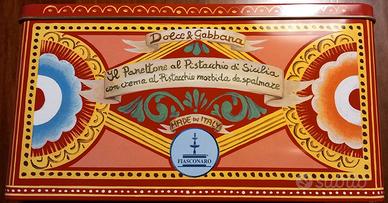 Dolce & Gabbana
Il Panettone al Pistacchio di Sicilia
con crema al Pistacchio morbida da spalmare
MADE IN ITALY
FIASCONARO
subito